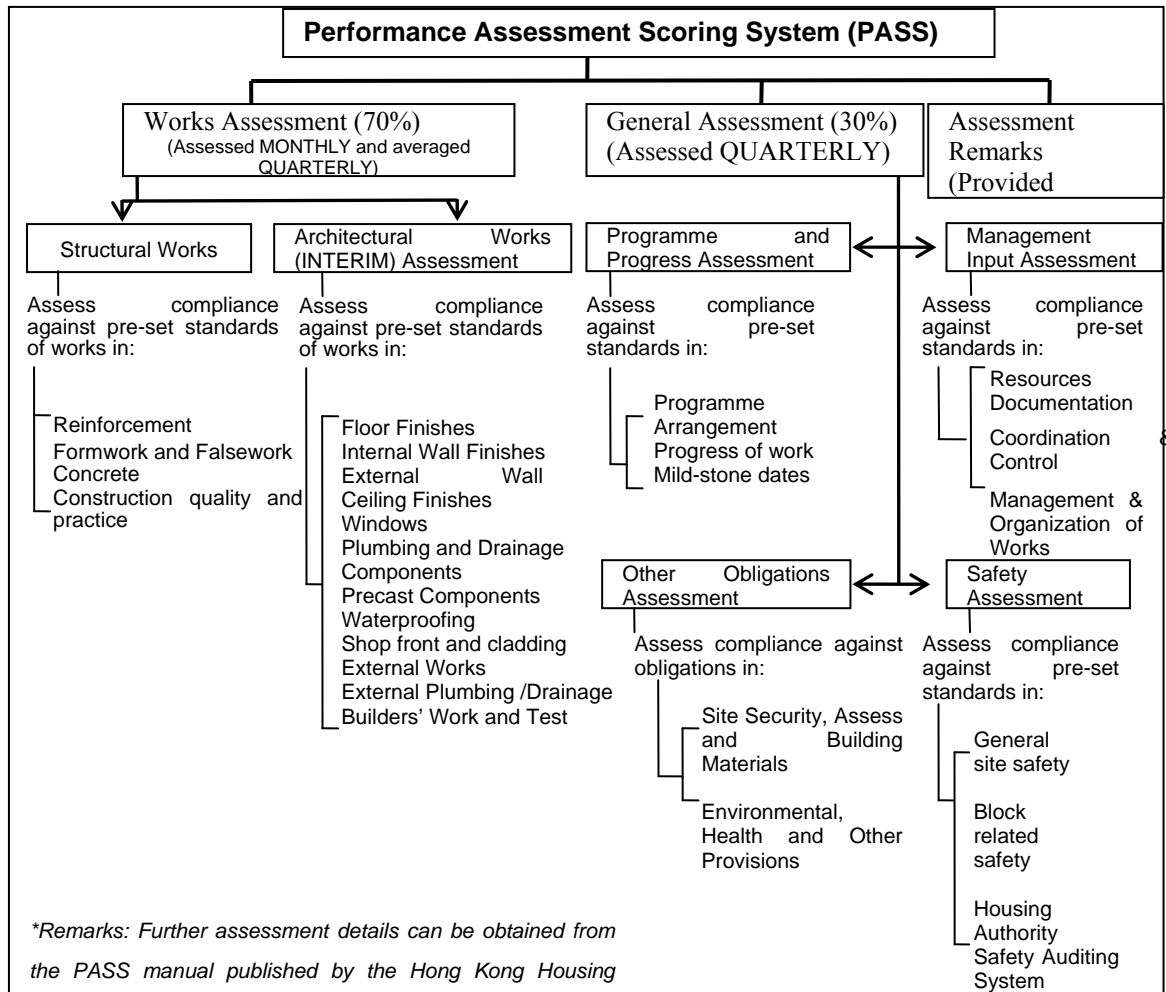 Performance Assessment Scoring System (PASS)
Works Assessment (70%)
(Assessed MONTHLY and averaged
QUARTERLY)
General Assessment (30%)
(Assessed QUARTERLY)
Assessment
Remarks
(Provided
Structural Works
Architectural Works
(INTERIM) Assessment
Programme and
Progress Assessment
Management
Input Assessment
Assess compliance
against pre-set standards
of works in:
Reinforcement
Formwork and Falsework
Concrete
Construction quality and
practice
Assess compliance
against pre-set standards
of works in:
Floor Finishes
Internal Wall Finishes
External Wall
Ceiling Finishes
Windows
Plumbing and Drainage
Components
Precast Components
Waterproofing
Shop front and cladding
External Works
External Plumbing /Drainage
Builders' Work and Test
Assess compliance
against pre-set
standards in:
Programme
Arrangement
Progress of work
Mild-stone dates
Assess compliance
against pre-set
standards in:
Resources
Documentation
Coordination &
Control
Management &
Organization of
Works
Other Obligations
Assessment
Assess compliance against
obligations in:
Site Security, Assess
and Building
Materials
Environmental,
Health and Other
Provisions
Safety
Assessment
Assess compliance
against pre-set
standards in:
General
site safety
Block
related
safety
Housing
Authority
Safety Auditing
System
*Remarks: Further assessment details can be obtained from
the PASS manual published by the Hong Kong Housing